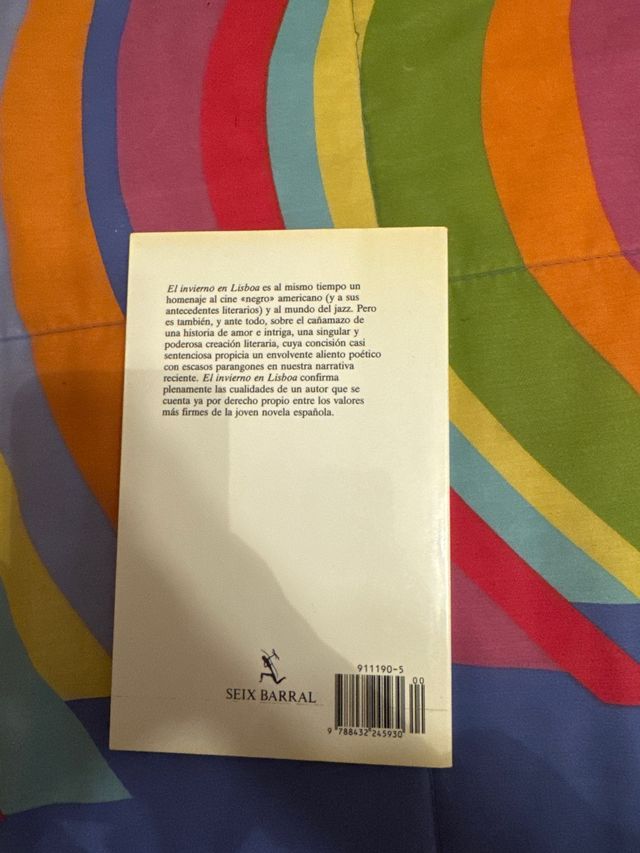 El invierno en Lisboa es al mismo tiempo un
homenaje al cine «negro» americano (y a sus
antecedentes literarios) y al mundo del jazz. Pero
es también, y ante todo, sobre el cañamazo de
una historia de amor e intriga, una singular y
poderosa creación literaria, cuya concisión casi
sentenciosa propicia un envolvente aliento poético
con escasos parangones en nuestra narrativa
reciente. El invierno en Lisboa confirma
plenamente las cualidades de un autor que se
cuenta ya por derecho propio entre los valores
más firmes de la joven novela española.
SEIX BARRAL
911190-5
00
9 788432 245930